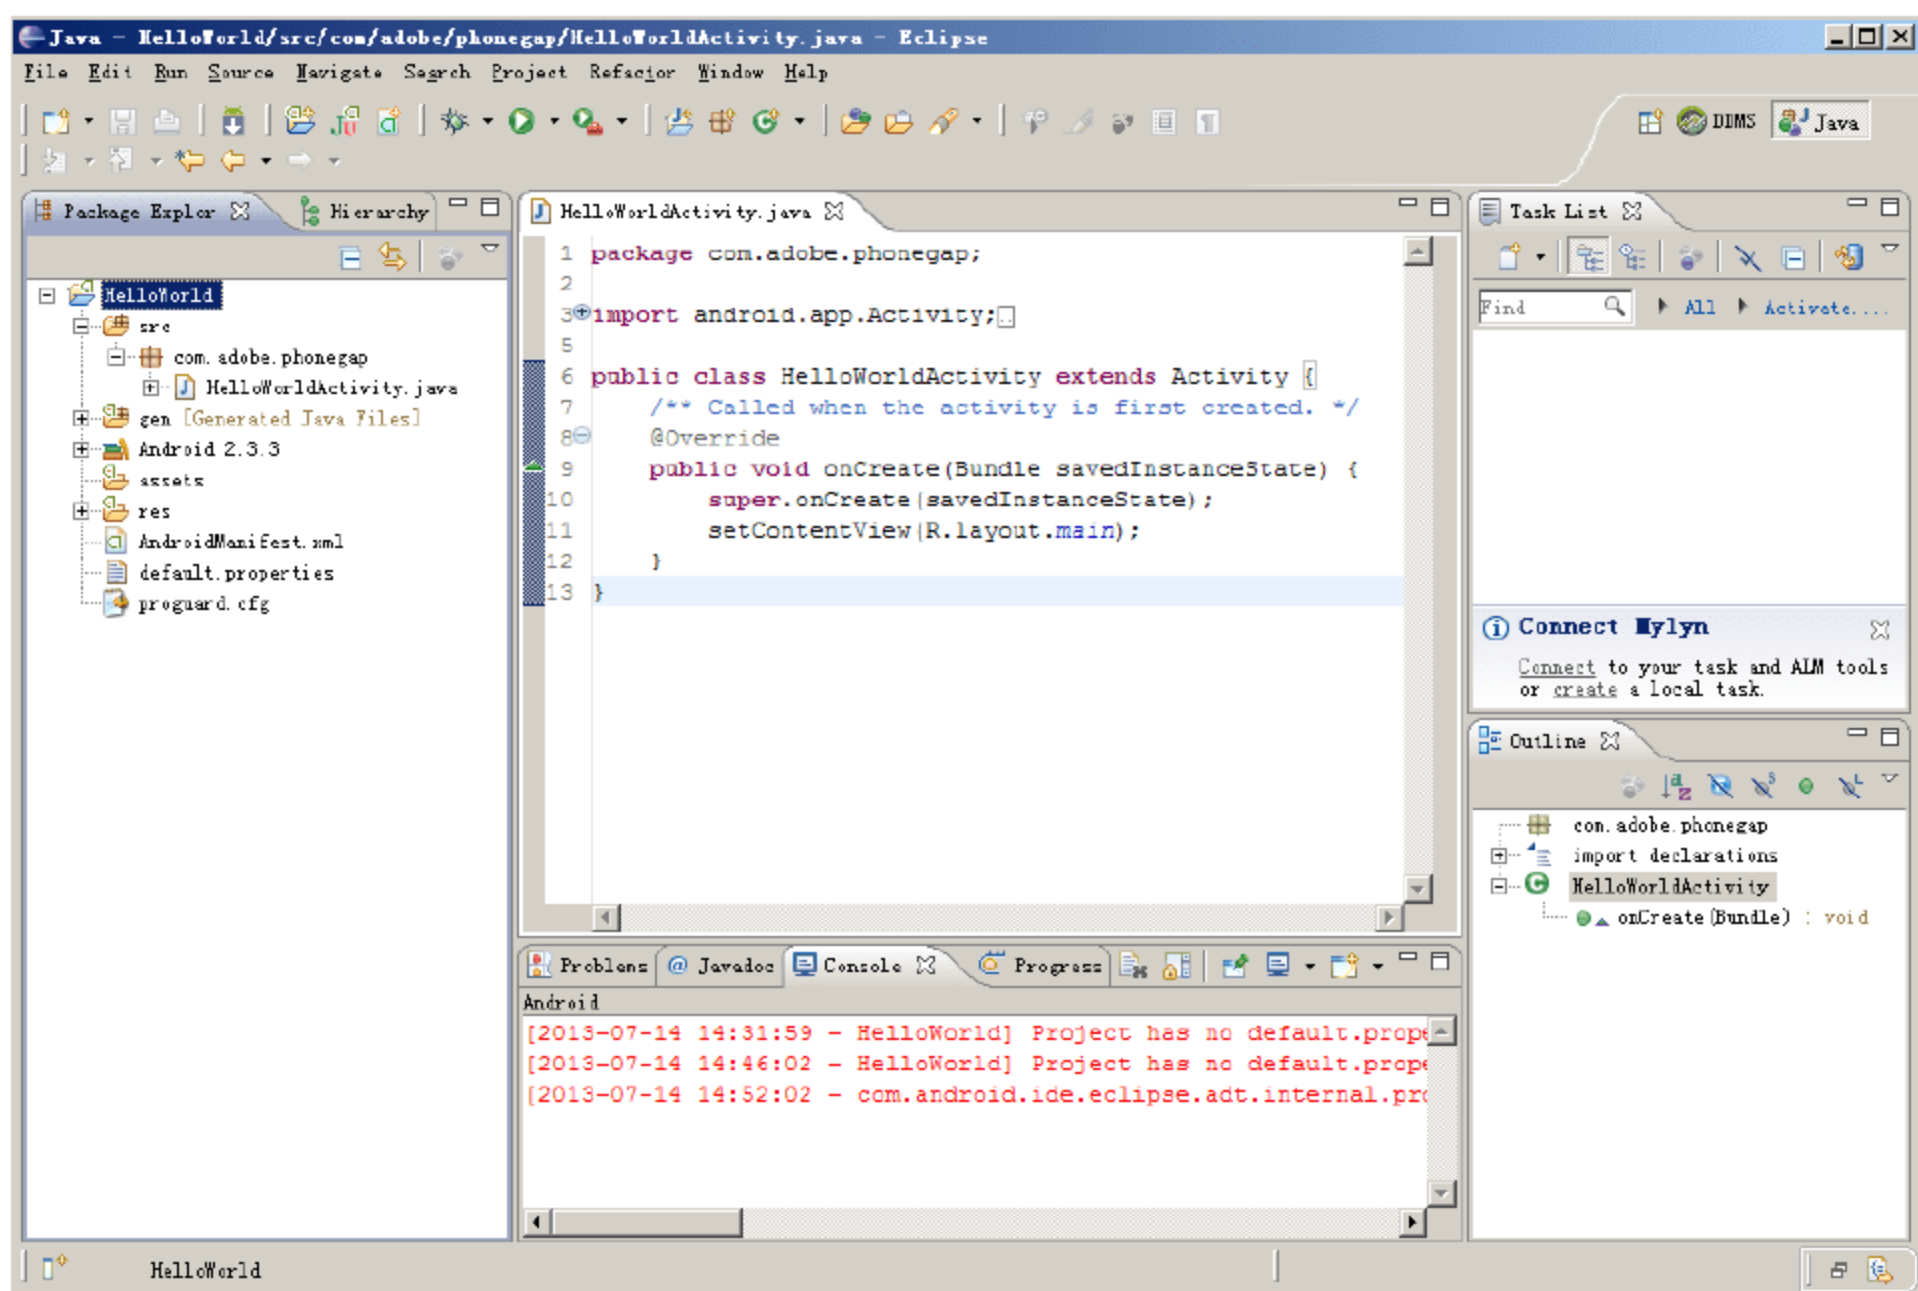 Java - HelloWorld/src/com/adobe/phonegap/HelloWorldActivity.java - Eclipse
File Edit Run Source Navigate Search Project Refactor Window Help
DDMS Java
Package Explor Hierarchy
HelloWorld
src
com.adobe.phonegap
HelloWorldActivity.java
gen [Generated Java Files]
Android 2.3.3
assets
res
AndroidManifest.xml
default.properties
proguard.cfg
HelloWorldActivity.java
1 package com.adobe.phonegap;
2
3 import android.app.Activity;
5
6 public class HelloWorldActivity extends Activity {
7 /** Called when the activity is first created. */
8 @Override
9 public void onCreate(Bundle savedInstanceState) {
10 super.onCreate(savedInstanceState);
11 setContentView(R.layout.main);
12 }
13 }
Problems @ Javadoc Console Progress
Android
[2013-07-14 14:31:59 - HelloWorld] Project has no default.prope
[2013-07-14 14:46:02 - HelloWorld] Project has no default.prope
[2013-07-14 14:52:02 - com.android.ide.eclipse.adt.internal.pro
Task List
Find All Activate...
Connect Mylyn
Connect to your task and ALM tools
or create a local task.
Outline
com.adobe.phonegap
import declarations
HelloWorldActivity
onCreate(Bundle) : void
HelloWorld